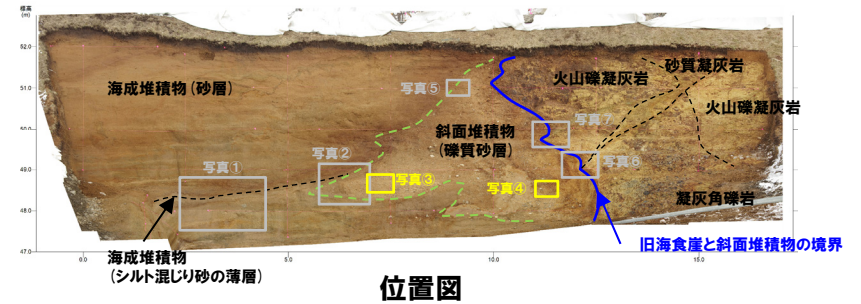 標高
(m)
52.0
51.0
50.0
49.0
48.0
47.0
0.0
5.0
10.0
15.0
海成堆積物(砂層)
写真⑤
火山礫凝灰岩
砂質凝灰岩
火山礫凝灰岩
斜面堆積物
(礫質砂層)
写真⑦
写真①
写真②
写真③
写真④
写真⑥
凝灰角礫岩
海成堆積物
(シルト混じり砂の薄層)
旧海食崖と斜面堆積物の境界
位置図